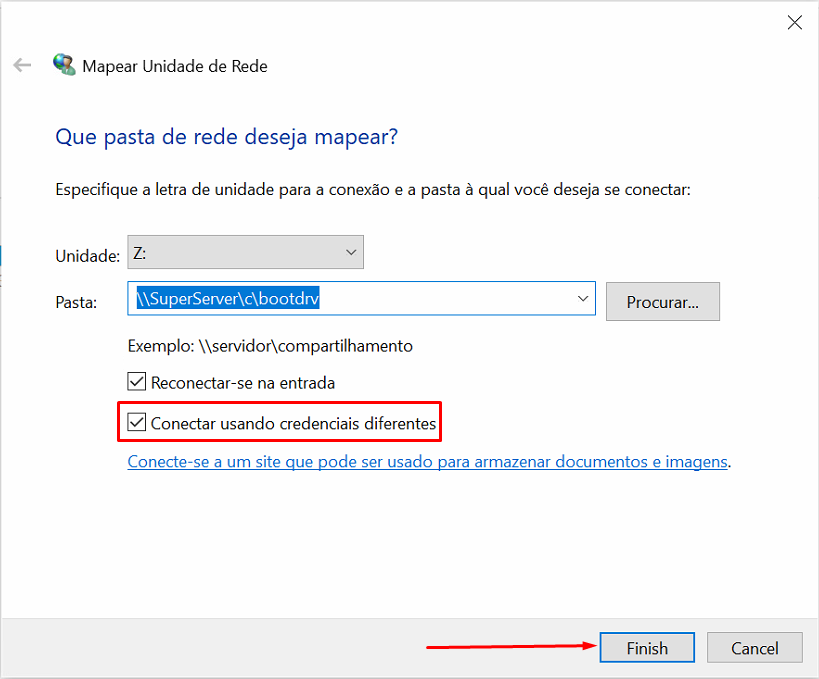 Mapear Unidade de Rede
Que pasta de rede deseja mapear?
Especifique a letra de unidade para a conexão e a pasta à qual você deseja se conectar:
Unidade: Z:
Pasta: \\SuperServer\c\bootdrv Procurar...
Exemplo: \\servidor\compartilhamento
Reconectar-se na entrada
Conectar usando credenciais diferentes
Conecte-se a um site que pode ser usado para armazenar documentos e imagens.
Finish Cancel